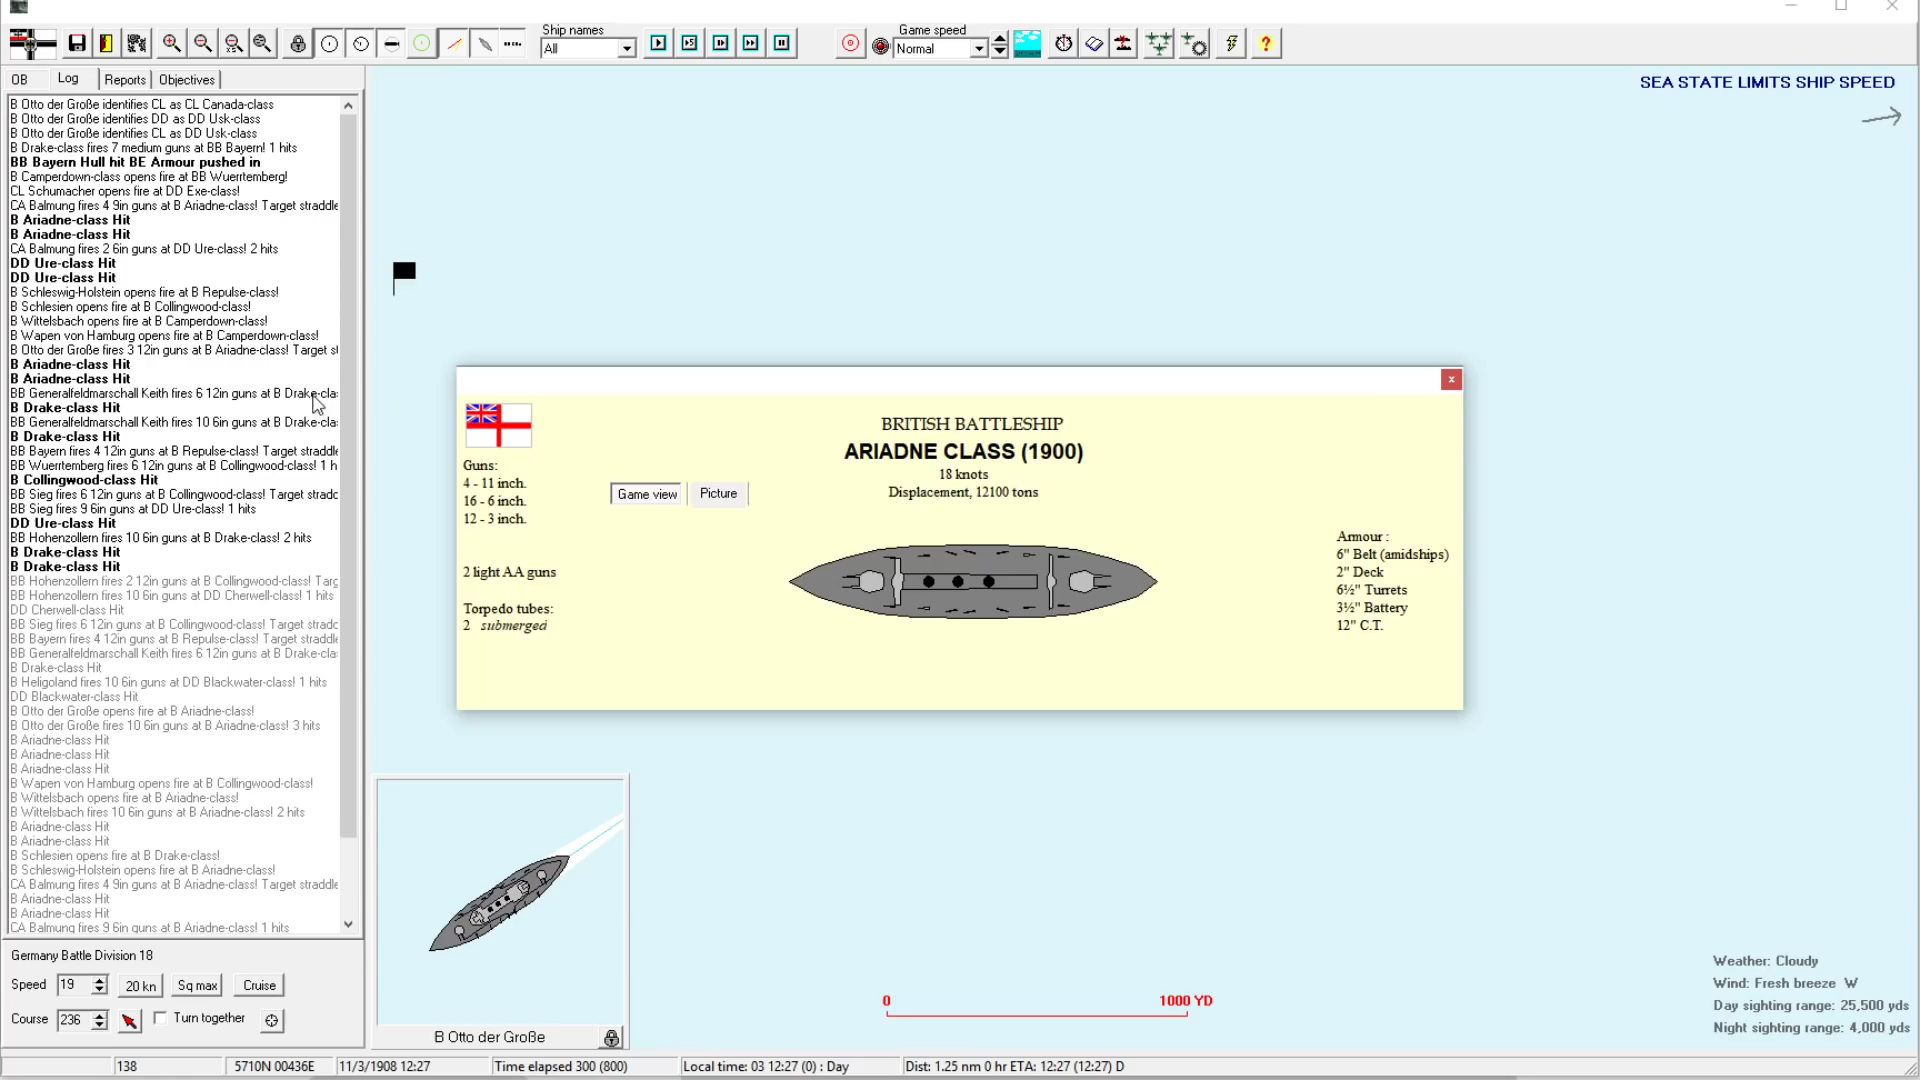 Ship names
All
Game speed
Normal
OB
Log
Reports
Objectives
SEA STATE LIMITS SHIP SPEED
B Otto der Große identifies CL as CL Canada-class
B Otto der Große identifies DD as DD Usk-class
B Otto der Große identifies CL as DD Usk-class
B Drake-class fires 7 medium guns at BB Bayern! 1 hits
BB Bayern Hull hit BE Armour pushed in
B Camperdown-class opens fire at BB Wuerrtemberg!
CL Schumacher opens fire at DD Exe-class!
CA Balmung fires 4 9in guns at B Ariadne-class! Target straddle
B Ariadne-class Hit
B Ariadne-class Hit
CA Balmung fires 2 6in guns at DD Ure-class! 2 hits
DD Ure-class Hit
DD Ure-class Hit
B Schleswig-Holstein opens fire at B Repulse-class!
B Schlesien opens fire at B Collingwood-class!
B Wittelsbach opens fire at B Camperdown-class!
B Wapen von Hamburg opens fire at B Camperdown-class!
B Otto der Große fires 3 12in guns at B Ariadne-class! Target st
B Ariadne-class Hit
B Ariadne-class Hit
BB Generalfeldmarschall Keith fires 6 12in guns at B Drake-cla
B Drake-class Hit
BB Generalfeldmarschall Keith fires 10 6in guns at B Drake-cla
B Drake-class Hit
BB Bayern fires 4 12in guns at B Repulse-class! Target straddle
BB Wuerrtemberg fires 6 12in guns at B Collingwood-class! 1 h
B Collingwood-class Hit
BB Sieg fires 6 12in guns at B Collingwood-class! Target stradd
BB Sieg fires 9 6in guns at DD Ure-class! 1 hits
DD Ure-class Hit
BB Hohenzollern fires 10 6in guns at B Drake-class! 2 hits
B Drake-class Hit
B Drake-class Hit
BB Hohenzollern fires 2 12in guns at B Collingwood-class! Targ
BB Hohenzollern fires 10 6in guns at DD Cherwell-class! 1 hits
DD Cherwell-class Hit
BB Sieg fires 6 12in guns at B Collingwood-class! Target stradd
BB Bayern fires 4 12in guns at B Repulse-class! Target straddle
BB Generalfeldmarschall Keith fires 6 12in guns at B Drake-cla
B Drake-class Hit
B Heligoland fires 10 6in guns at DD Blackwater-class! 1 hits
DD Blackwater-class Hit
B Otto der Große opens fire at B Ariadne-class!
B Otto der Große fires 10 6in guns at B Ariadne-class! 3 hits
B Ariadne-class Hit
B Ariadne-class Hit
B Ariadne-class Hit
B Wapen von Hamburg opens fire at B Collingwood-class!
B Wittelsbach opens fire at B Ariadne-class!
B Wittelsbach fires 10 6in guns at B Ariadne-class! 2 hits
B Ariadne-class Hit
B Ariadne-class Hit
B Schlesien opens fire at B Drake-class!
B Schleswig-Holstein opens fire at B Ariadne-class!
CA Balmung fires 4 9in guns at B Ariadne-class! Target straddle
B Ariadne-class Hit
B Ariadne-class Hit
CA Balmung fires 9 6in guns at B Ariadne-class! 1 hits
BRITISH BATTLESHIP
ARIADNE CLASS (1900)
18 knots
Displacement, 12100 tons
Guns:
4 - 11 inch.
16 - 6 inch.
12 - 3 inch.
Game view
Picture
2 light AA guns
Torpedo tubes:
2 submerged
Armour :
6" Belt (amidships)
2" Deck
6½" Turrets
3½" Battery
12" C.T.
Germany Battle Division 18
Speed 19 20 kn Sq max Cruise
Course 236 Turn together
B Otto der Große
0 1000 YD
Weather: Cloudy
Wind: Fresh breeze W
Day sighting range: 25,500 yds
Night sighting range: 4,000 yds
138
5710N 00436E
11/3/1908 12:27
Time elapsed 300 (800)
Local time: 03 12:27 (0) : Day
Dist: 1.25 nm 0 hr ETA: 12:27 (12:27) D